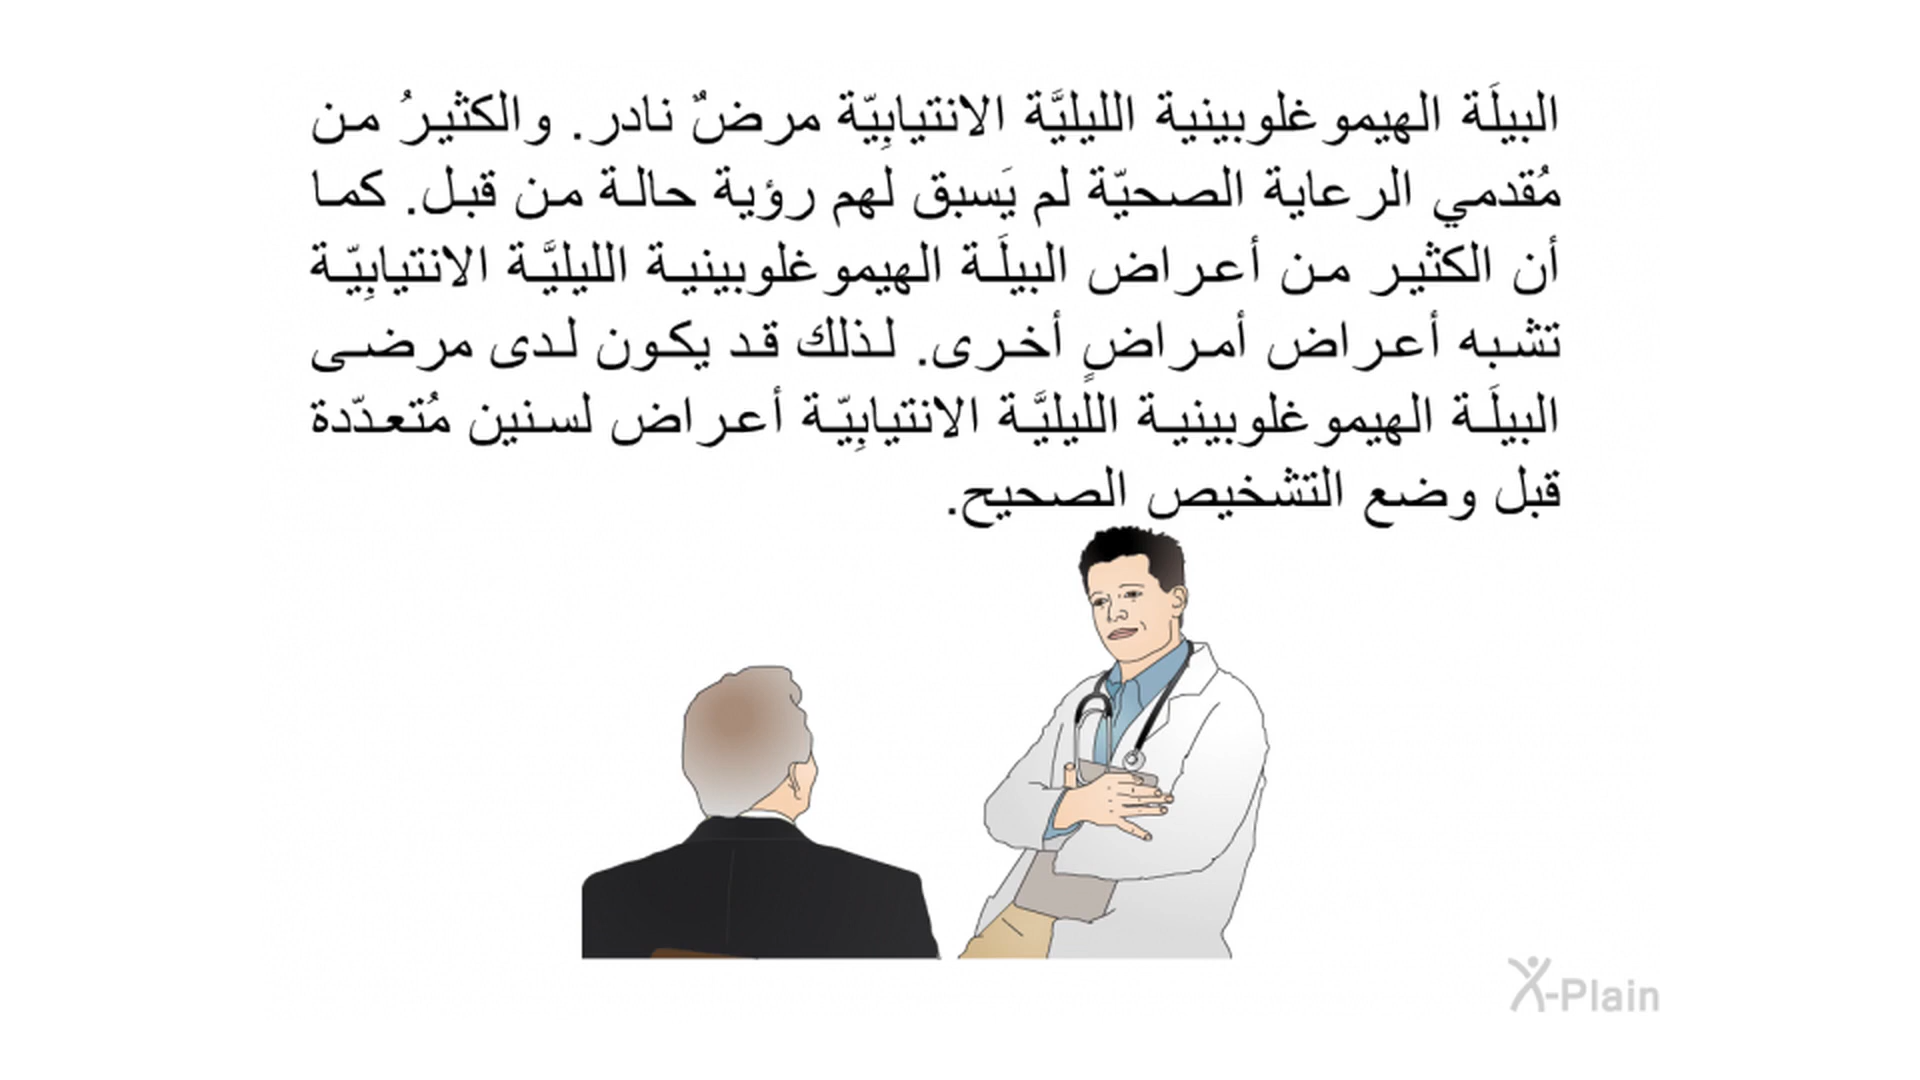 البيلَة الهيموغلوبينية الليليَّة الانتيابِيّة مرضٌ نادر. والكثيرُ من
مُقدمي الرعاية الصحيّة لم يَسبق لهم رؤية حالة من قبل. كما
أن الكثير من أعراض البيلَة الهيموغلوبينية الليليَّة الانتيابِيّة
تشبه أعراض أمراضٍ أخرى. لذلك قد يكون لدى مرضى
البيلَة الهيموغلوبينية الليليَّة الانتيابِيّة أعراض لسنين مُتعدّدة
قبل وضع التشخيص الصحيح.
X-Plain